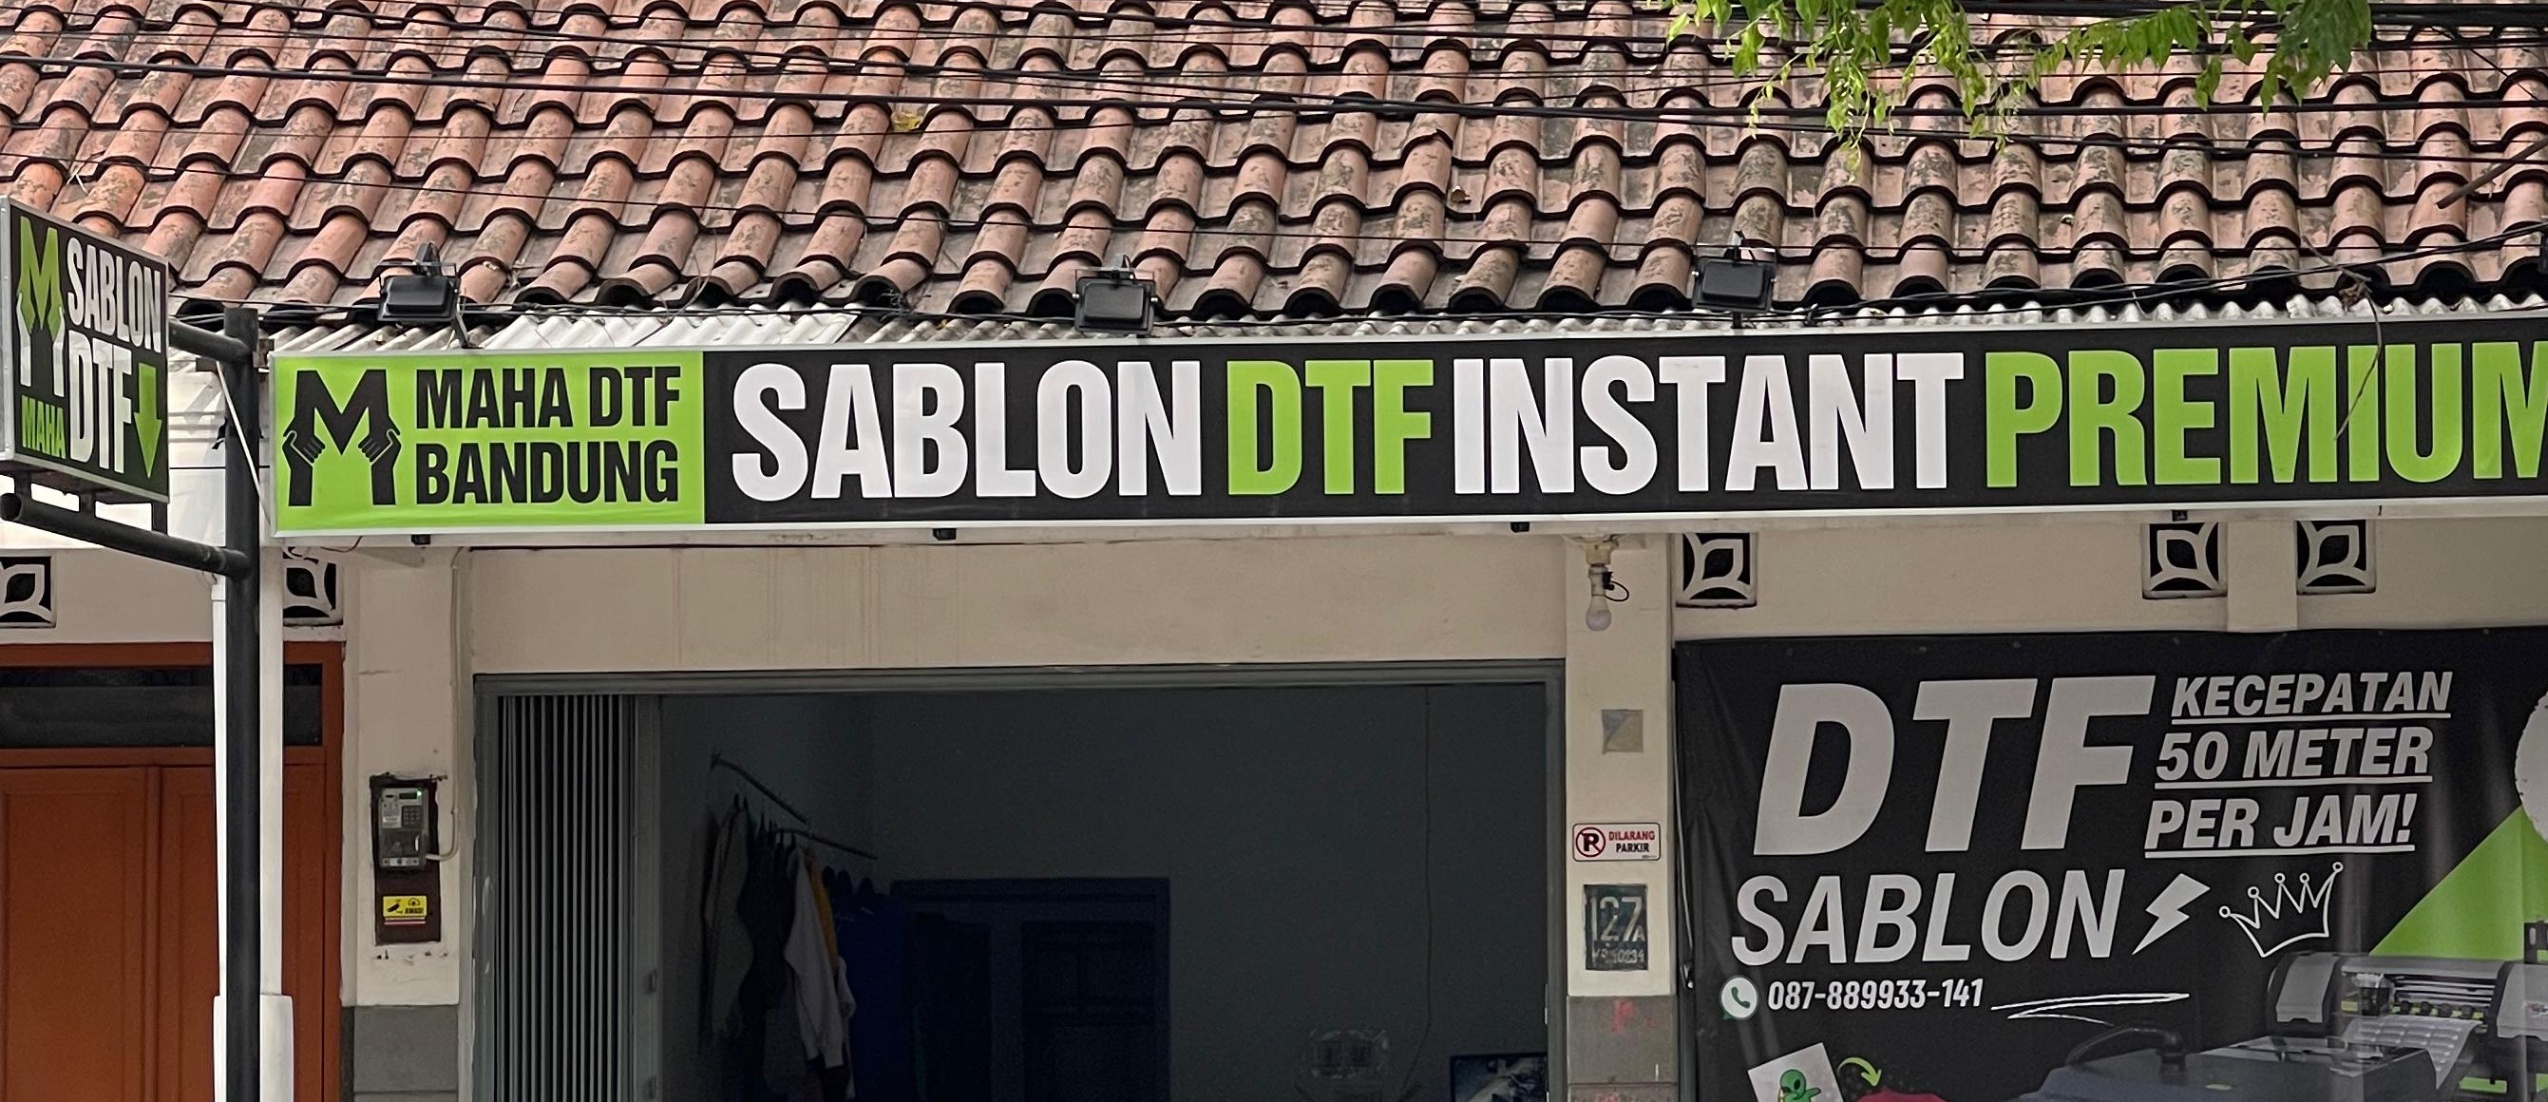 SABLON
DTF
MAHA
MAHA DTF
BANDUNG
SABLON DTF INSTANT PREMIUM
DTF
KECEPATAN
50 METER
PER JAM!
SABLON
087-889933-141
DILARANG
PARKIR
127A